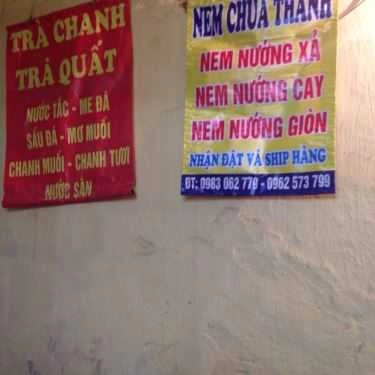 TRÀ CHANH
TRÀ QUẤT
NƯỚC TẮC - ME ĐÁ
SẤU ĐÁ - MƠ MUỐI
CHANH MUỐI - CHANH TƯƠI
NƯỚC SẤN
NEM CHUA THANH
NEM NƯỚNG XẢ
NEM NƯỚNG CAY
NEM NƯỚNG GIÒN
NHẬN ĐẶT VÀ SHIP HÀNG
ĐT: 0983 062 779 - 0962 573 799